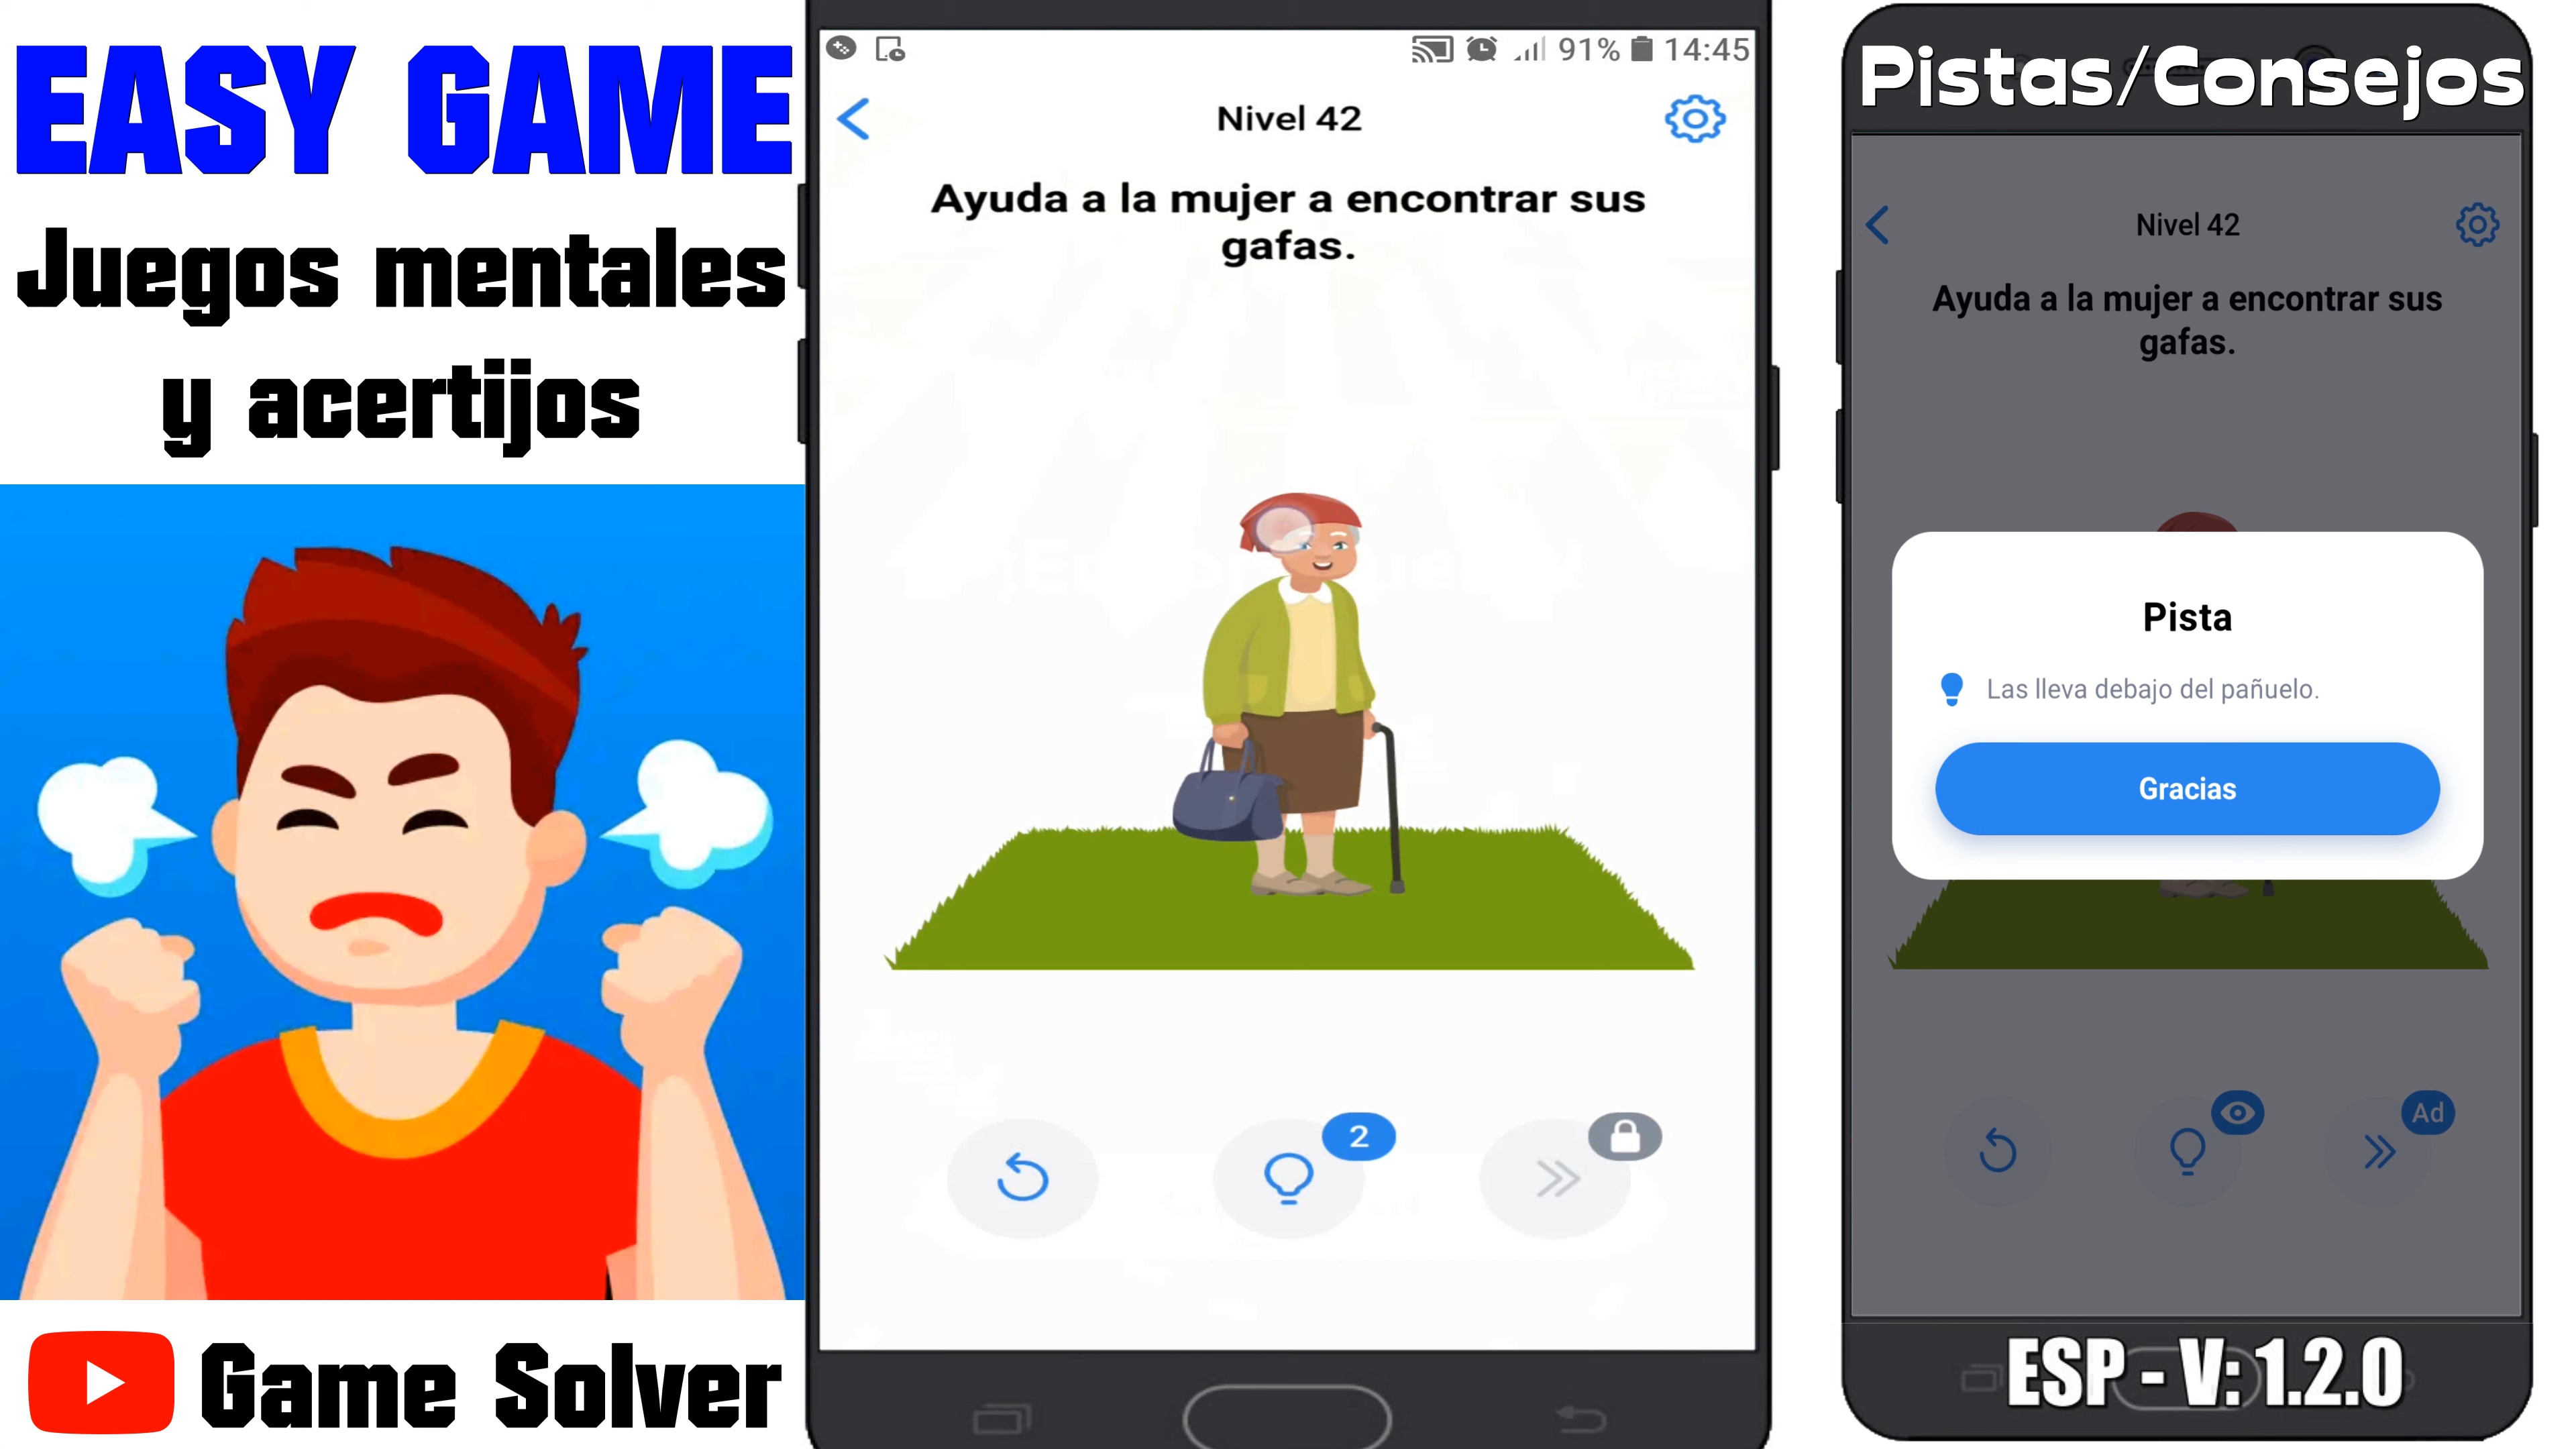 EASY GAME
Juegos mentales
y acertijos
Game Solver
91% 14:45
Nivel 42
Ayuda a la mujer a encontrar sus
gafas.
2
Pistas/Consejos
Nivel 42
Ayuda a la mujer a encontrar sus
gafas.
Pista
Las lleva debajo del pañuelo.
Gracias
Ad
ESP - V: 1.2.0